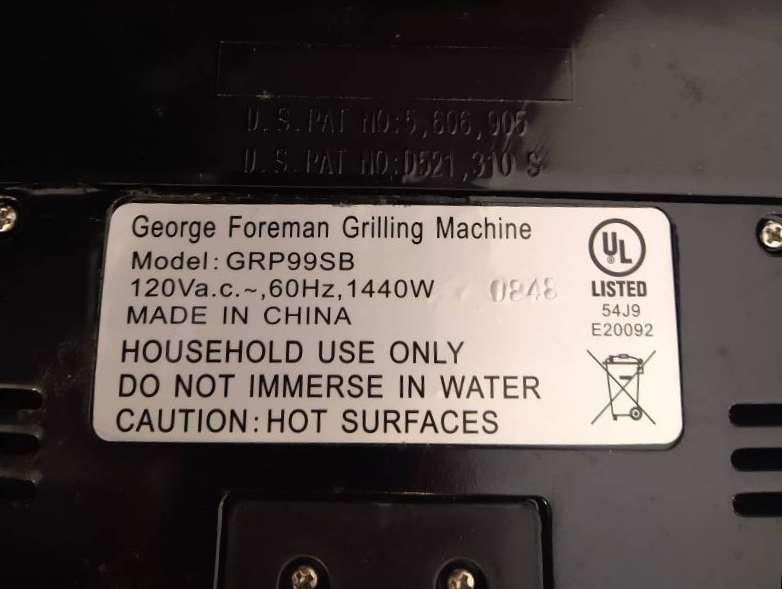 U.S.PAT NO:5,606,905
U.S.PAT NO:D521,310 S
George Foreman Grilling Machine
Model: GRP99SB
120Va.c.~,60Hz,1440W 0848
MADE IN CHINA
HOUSEHOLD USE ONLY
DO NOT IMMERSE IN WATER
CAUTION: HOT SURFACES
UL
LISTED
54J9
E20092